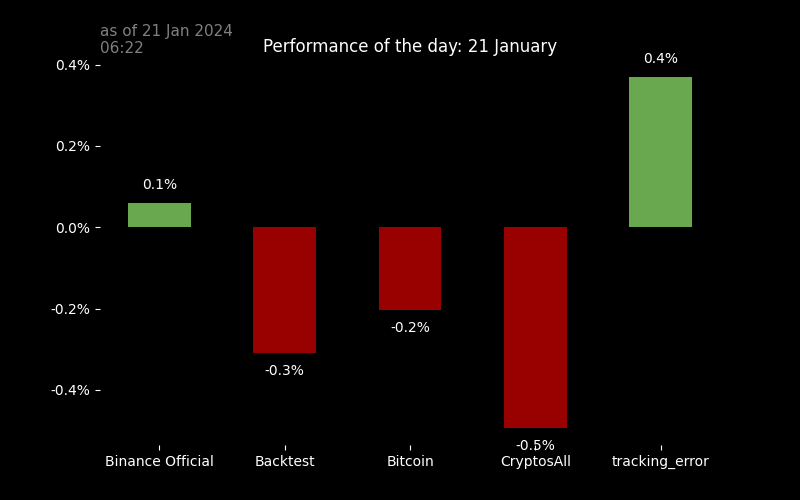 as of 21 Jan 2024
06:22
Performance of the day: 21 January
0.4%
0.2%
0.0%
-0.2%
-0.4%
0.1%
-0.3%
-0.2%
-0.5%
0.4%
Binance Official
Backtest
Bitcoin
CryptosAll
tracking_error